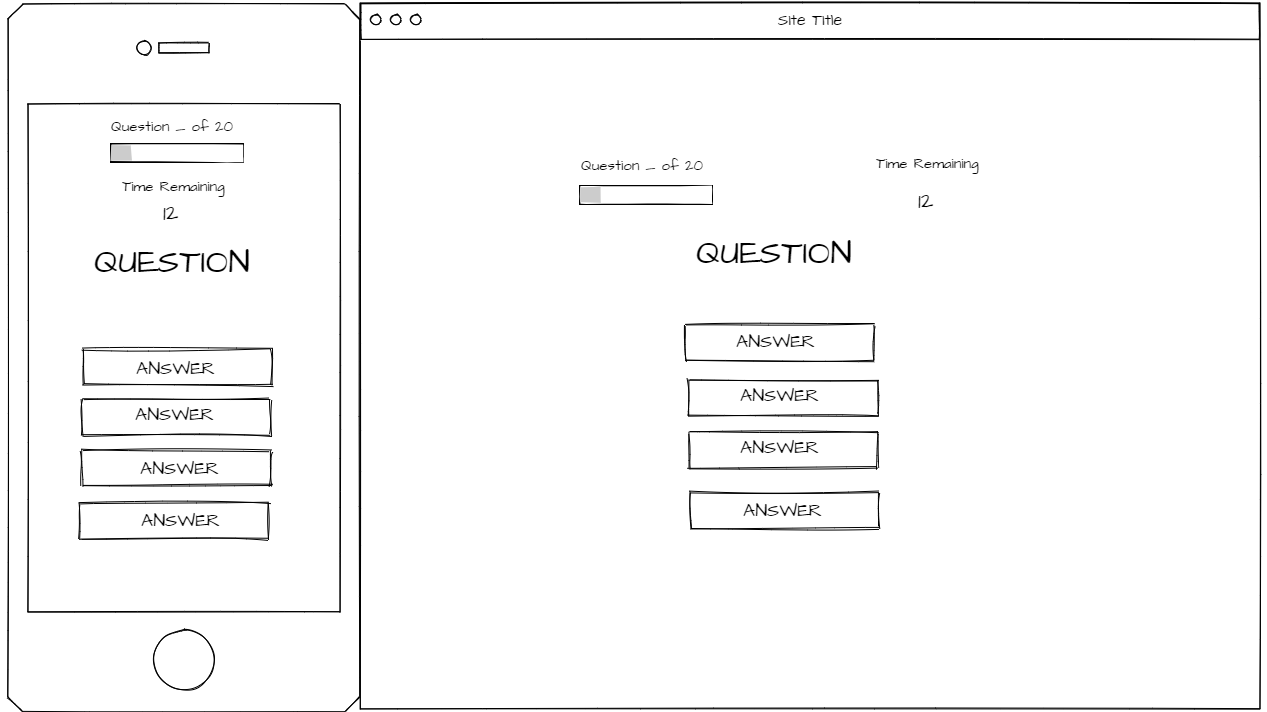 Question _ of 20
Time Remaining
12
QUESTION
ANSWER
ANSWER
ANSWER
ANSWER
Site Title
Question _ of 20
Time Remaining
12
QUESTION
ANSWER
ANSWER
ANSWER
ANSWER